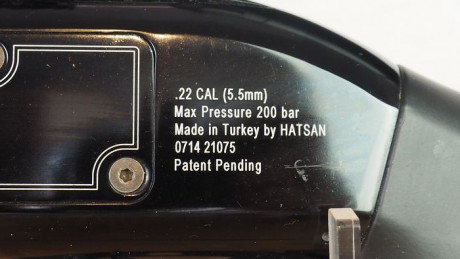 .22 CAL (5.5mm)
Max Pressure 200 bar
Made in Turkey by HATSAN
0714 21075
Patent Pending